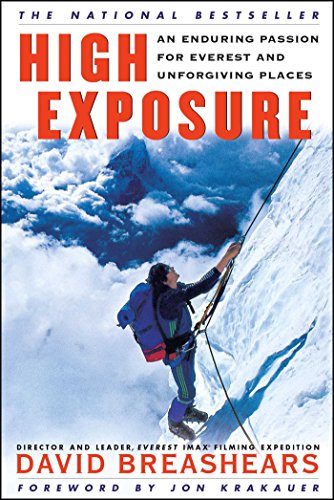 THE NATIONAL BESTSELLER
HIGH
EXPOSURE
AN ENDURING PASSION
FOR EVEREST AND
UNFORGIVING PLACES
DIRECTOR AND LEADER, EVEREST IMAX® FILMING EXPEDITION
DAVID BREASHEARS
FOREWORD BY JON KRAKAUER